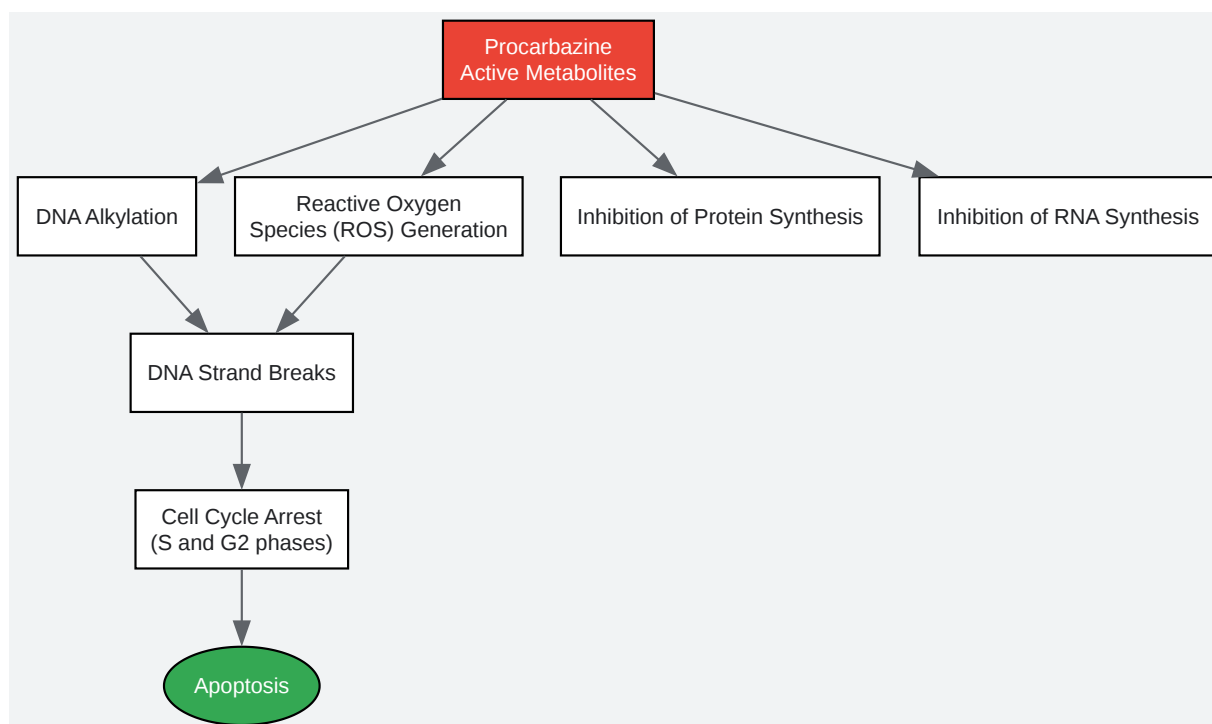 Procarbazine
Active Metabolites
DNA Alkylation
Reactive Oxygen
Species (ROS) Generation
Inhibition of Protein Synthesis
Inhibition of RNA Synthesis
DNA Strand Breaks
Cell Cycle Arrest
(S and G2 phases)
Apoptosis